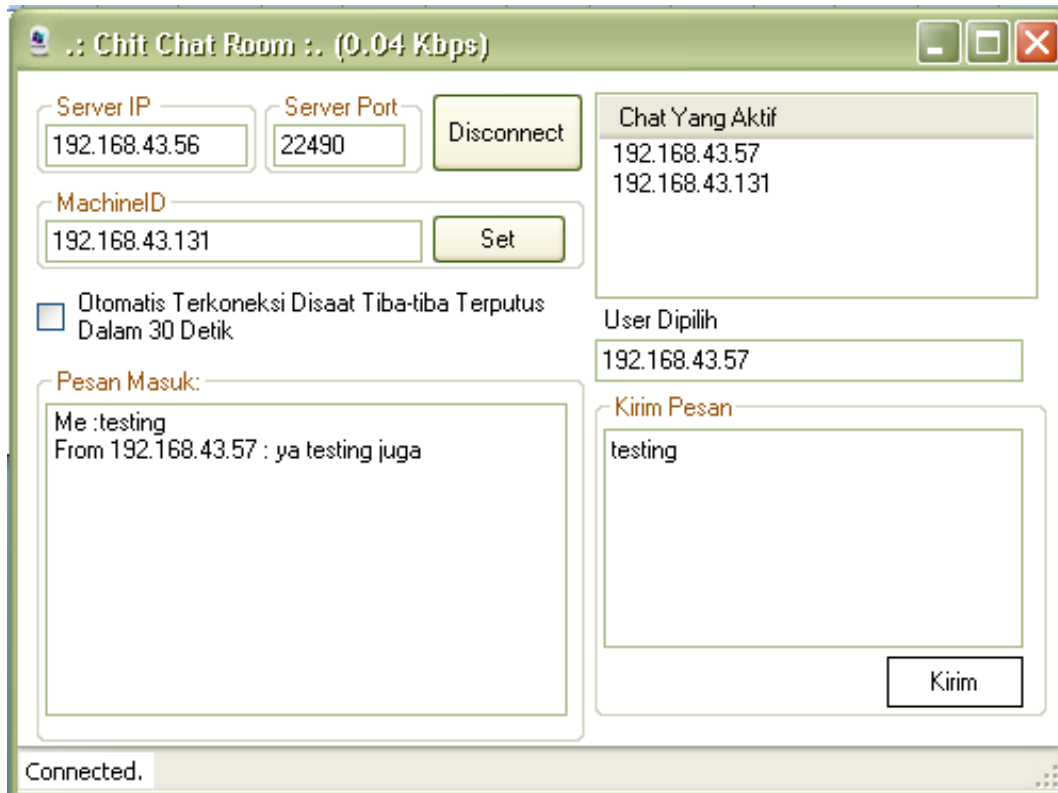 .: Chit Chat Room :. (0.04 Kbps)
Server IP
192.168.43.56
Server Port
22490
Disconnect
MachineID
192.168.43.131
Set
Otomatis Terkoneksi Disaat Tiba-tiba Terputus
Dalam 30 Detik
Pesan Masuk:
Me :testing
From 192.168.43.57 : ya testing juga
Chat Yang Aktif
192.168.43.57
192.168.43.131
User Dipilih
192.168.43.57
Kirim Pesan
testing
Kirim
Connected.